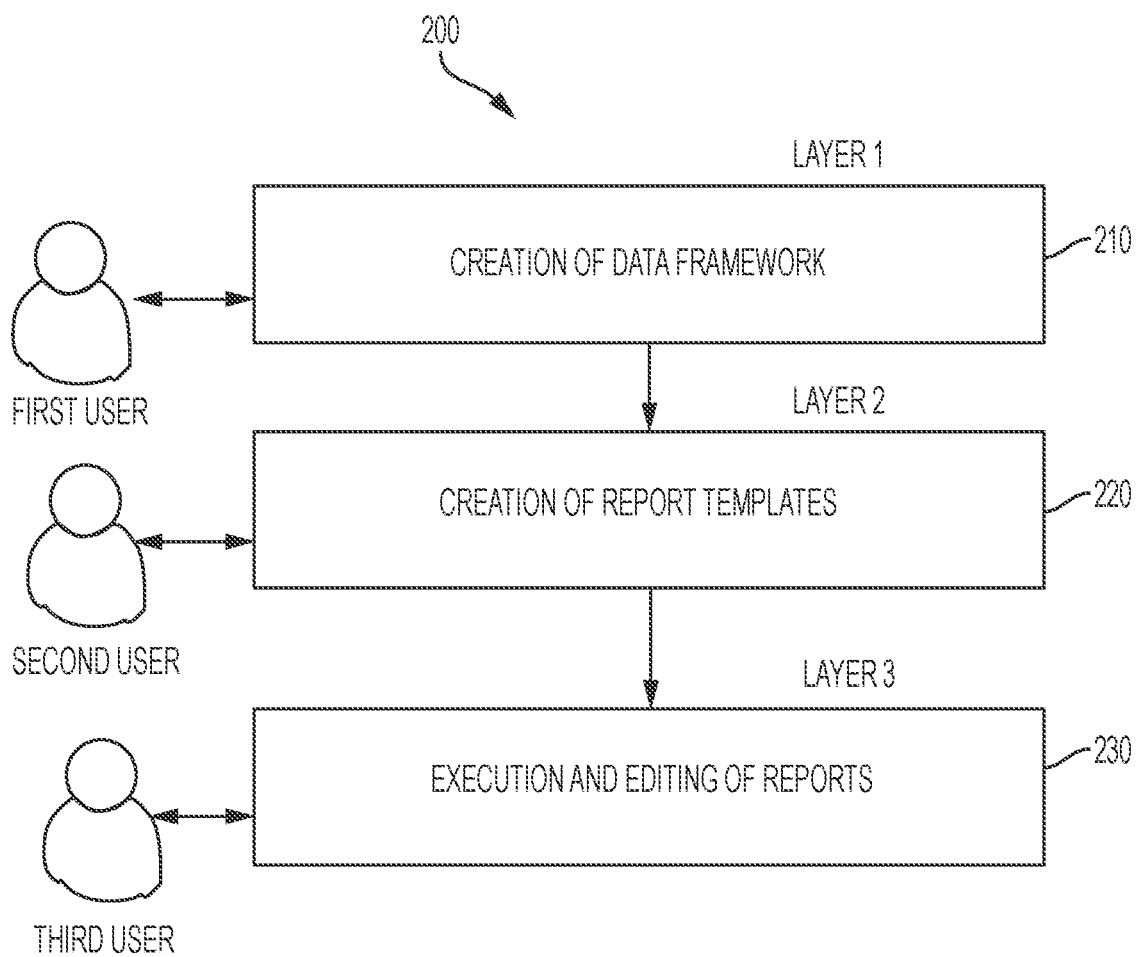 200
LAYER 1
CREATION OF DATA FRAMEWORK
210
FIRST USER
LAYER 2
CREATION OF REPORT TEMPLATES
220
SECOND USER
LAYER 3
EXECUTION AND EDITING OF REPORTS
230
THIRD USER